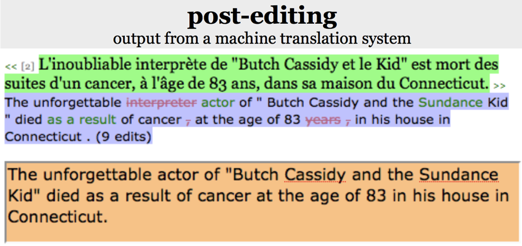 post-editing
output from a machine translation system
<< [2] L'inoubliable interprète de "Butch Cassidy et le Kid" est mort des
suites d'un cancer, à l'âge de 83 ans, dans sa maison du Connecticut. >>
The unforgettable interpreter actor of " Butch Cassidy and the Sundance Kid
" died as a result of cancer , at the age of 83 years , in his house in
Connecticut . (9 edits)
The unforgettable actor of "Butch Cassidy and the Sundance
Kid" died as a result of cancer at the age of 83 in his house in
Connecticut.